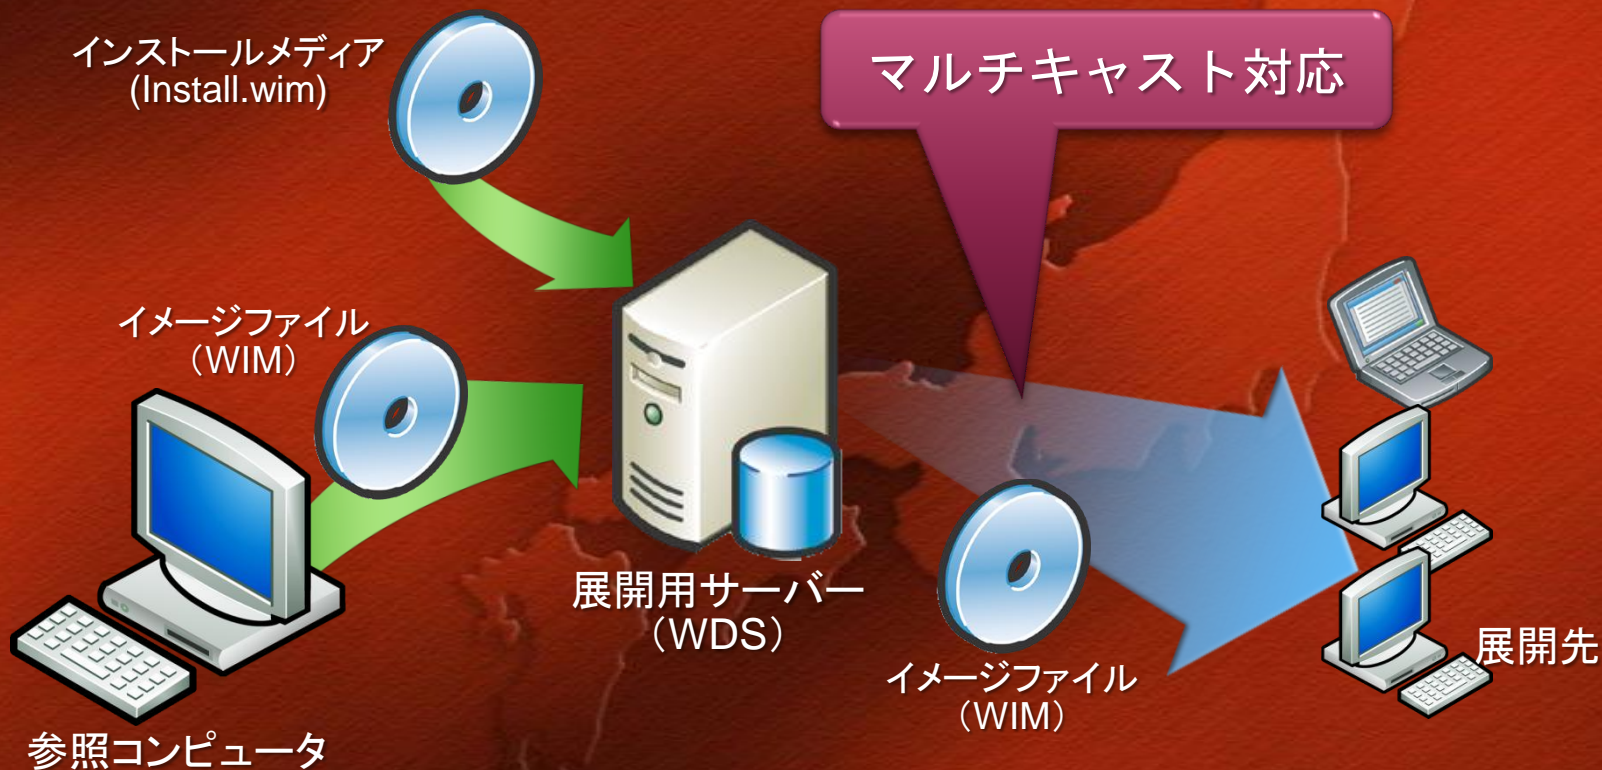 インストールメディア
(Install.wim)
マルチキャスト対応
イメージファイル
（WIM）
展開用サーバー
（WDS）
イメージファイル
（WIM）
展開先
参照コンピュータ